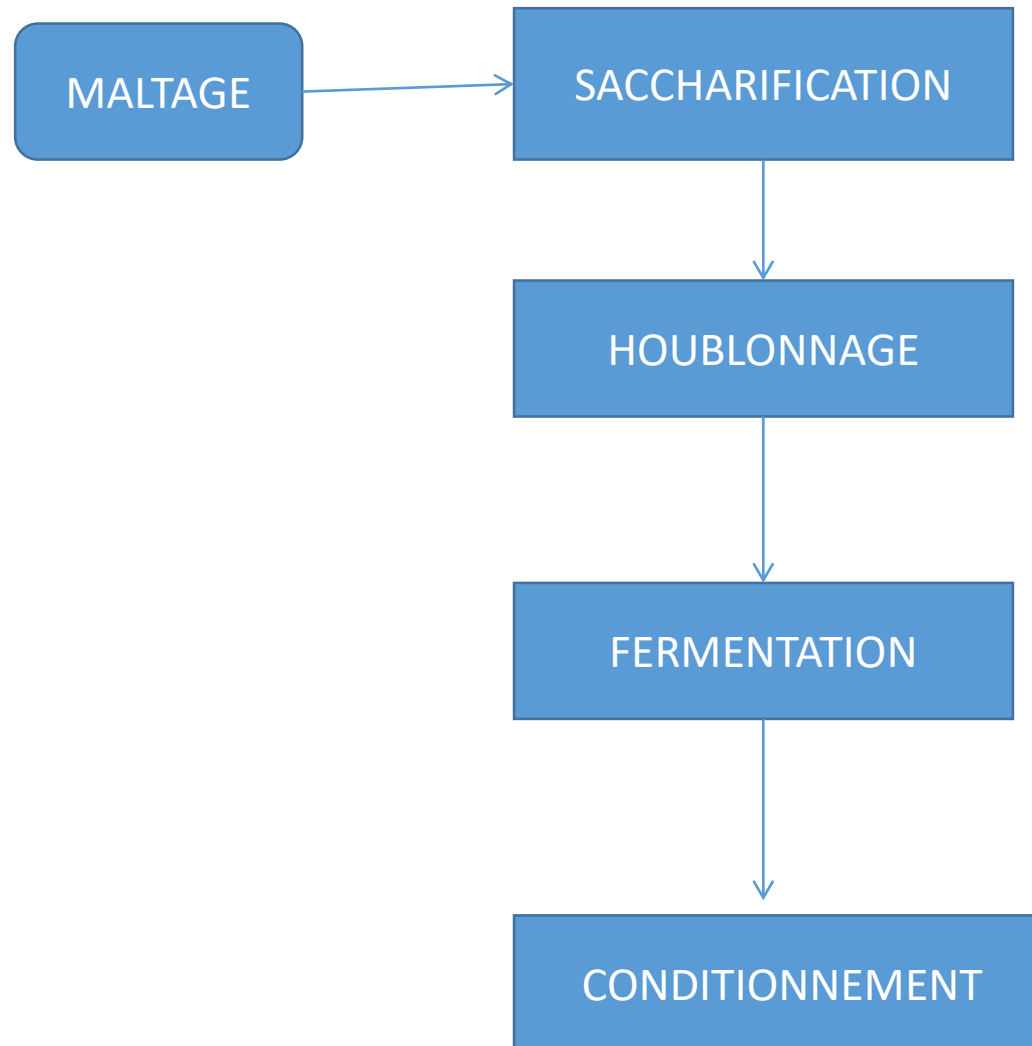 MALTAGE
SACCHARIFICATION
HOUBLONNAGE
FERMENTATION
CONDITIONNEMENT